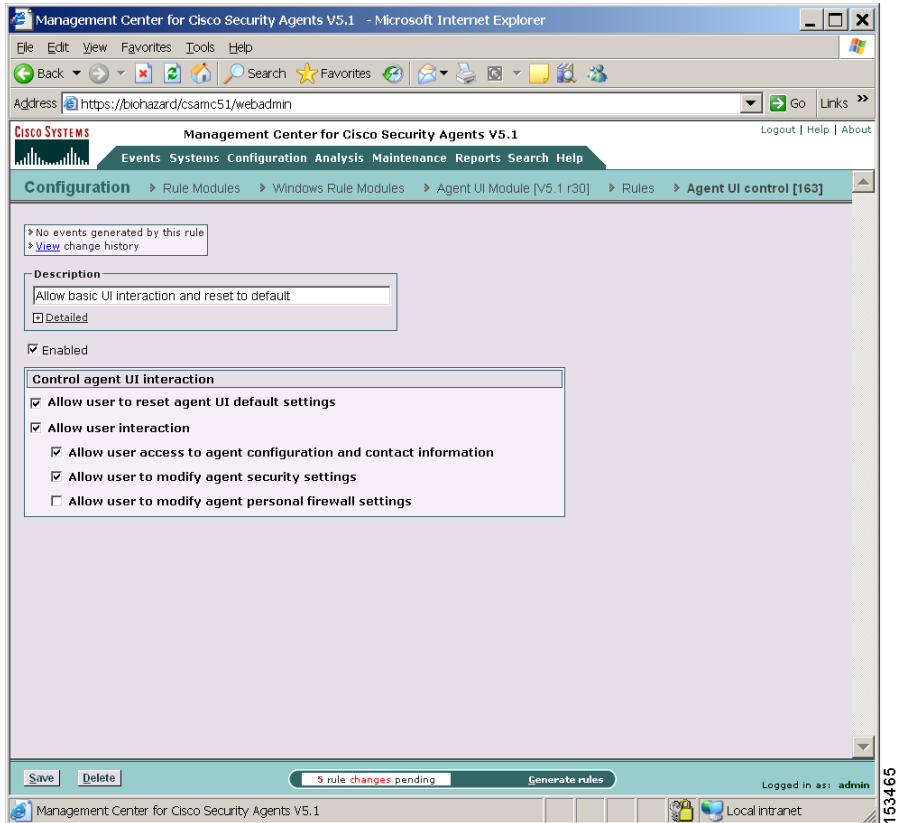 Management Center for Cisco Security Agents V5.1 - Microsoft Internet Explorer
File Edit View Favorites Tools Help
Back Search Favorites
Address https://biohazard/csamc51/webadmin Go Links »
CISCO SYSTEMS Management Center for Cisco Security Agents V5.1 Logout | Help | About
Events Systems Configuration Analysis Maintenance Reports Search Help
Configuration Rule Modules Windows Rule Modules Agent UI Module [V5.1 r30] Rules Agent UI control [163]
No events generated by this rule
View change history
Description
Allow basic UI interaction and reset to default
Detailed
Enabled
Control agent UI interaction
Allow user to reset agent UI default settings
Allow user interaction
Allow user access to agent configuration and contact information
Allow user to modify agent security settings
Allow user to modify agent personal firewall settings
Save Delete 5 rule changes pending Generate rules Logged in as: admin
Management Center for Cisco Security Agents V5.1 Local intranet
153465